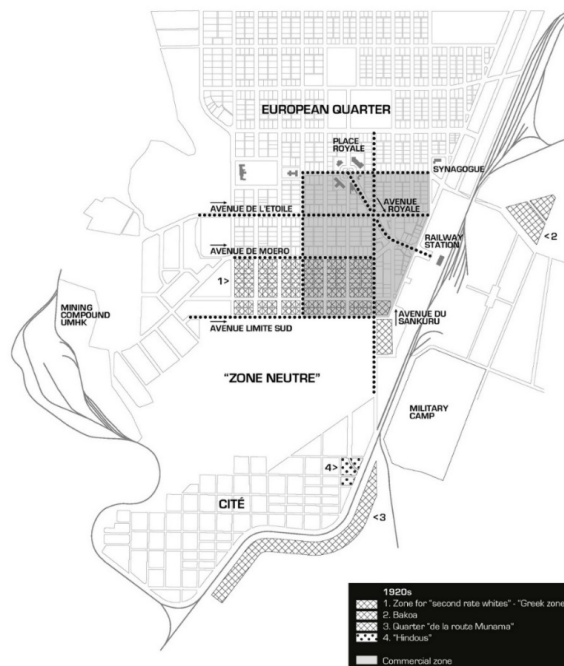 EUROPEAN QUARTER
PLACE
ROYALE
SYNAGOGUE
AVENUE
ROYALE
AVENUE DE L'ETOILE
RAILWAY
STATION
<2
AVENUE DE MOERO
1>
MINING
COMPOUND
UMHK
AVENUE DU
SANKURU
AVENUE LIMITE SUD
"ZONE NEUTRE"
MILITARY
CAMP
4>
CITÉ
<3
1920s
1. Zone for "second rate whites" - "Greek zone
2. Bakoa
3. Quarter "de la route Munama"
4. "Hindous"
Commercial zone